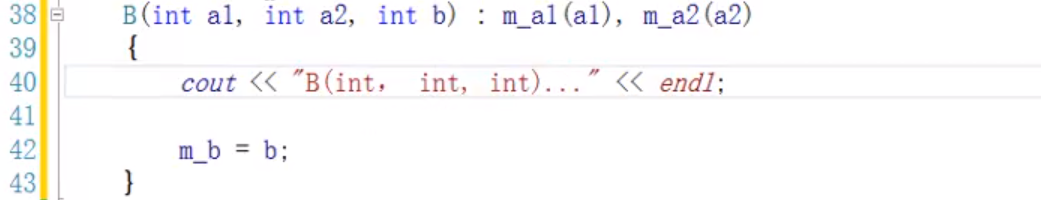 38 B(int a1, int a2, int b) : m_a1(a1), m_a2(a2)
39 {
40 cout << "B(int， int, int)..." << endl;
41
42 m_b = b;
43 }